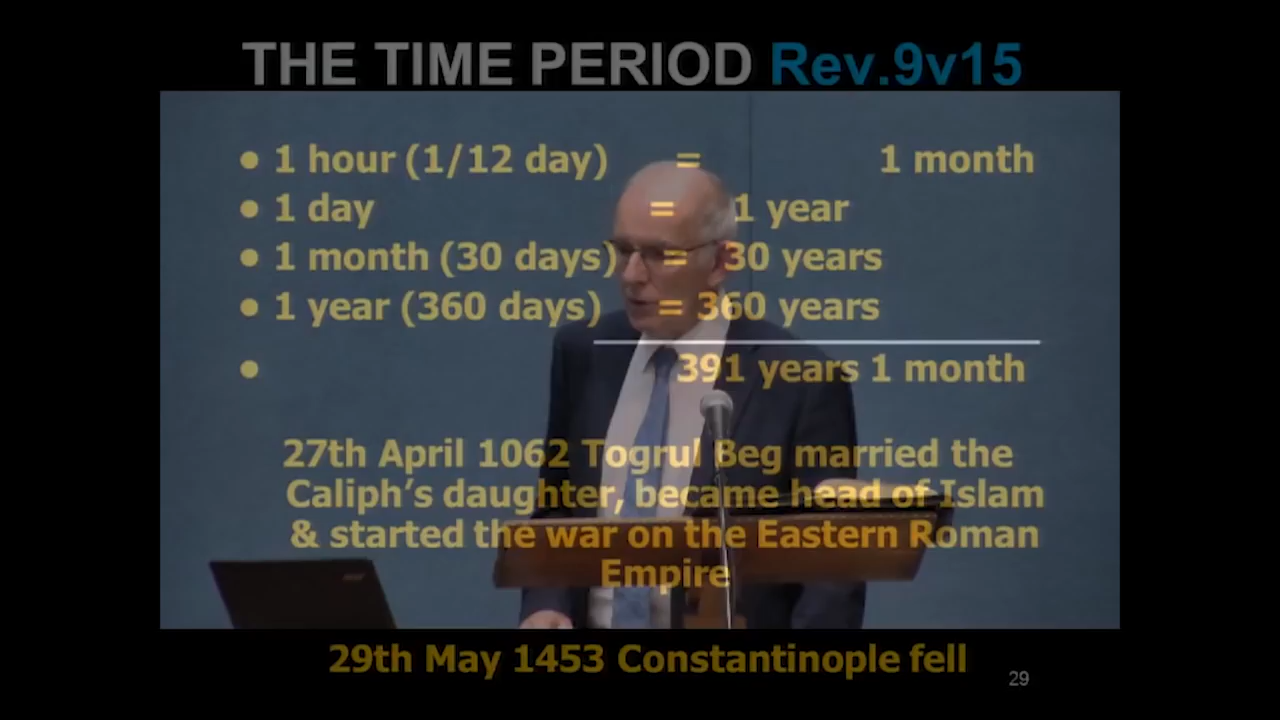 THE TIME PERIOD Rev.9v15
• 1 hour (1/12 day) = 1 month
• 1 day = 1 year
• 1 month (30 days) = 30 years
• 1 year (360 days) = 360 years
• 391 years 1 month
27th April 1062 Togrul Beg married the
Caliph's daughter, became head of Islam
& started the war on the Eastern Roman
Empire
29th May 1453 Constantinople fell
29